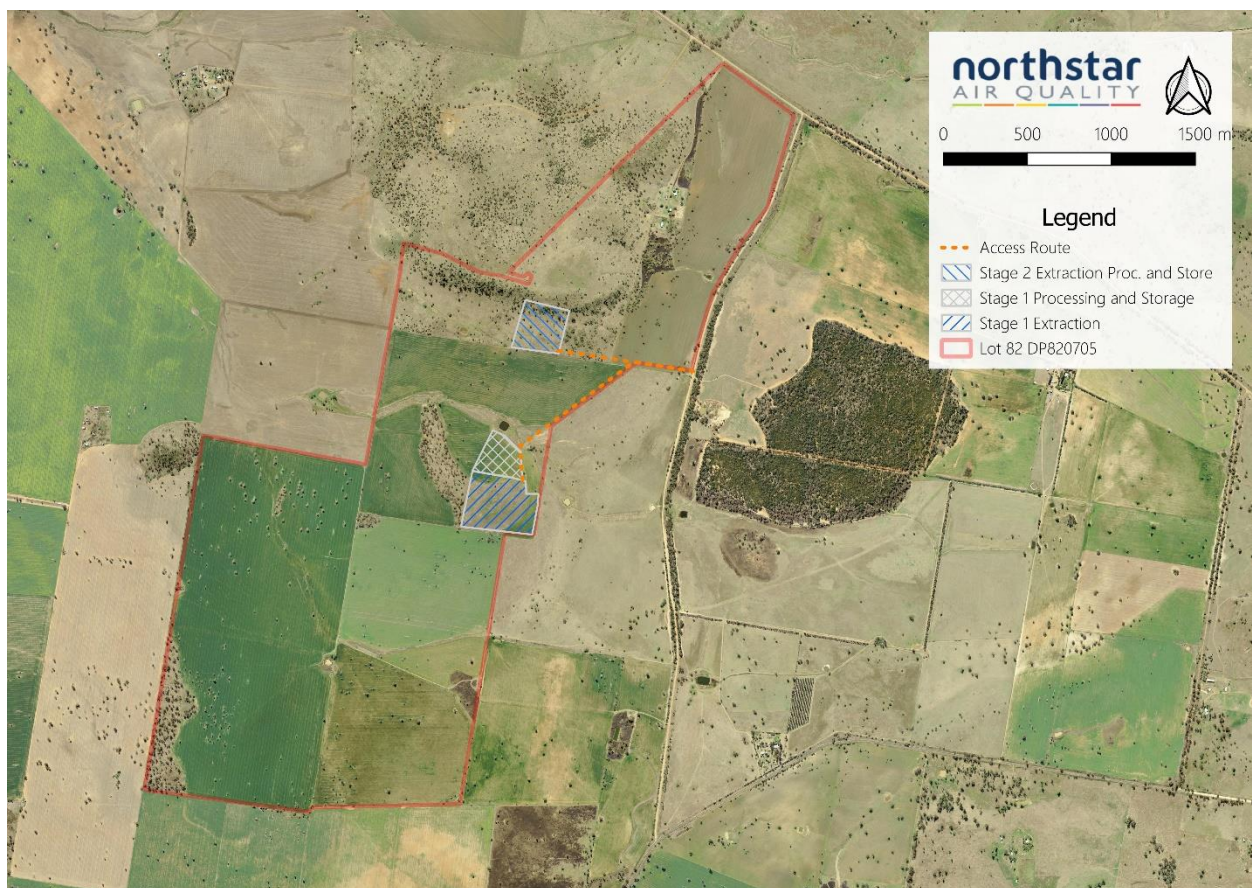 northstar
AIR QUALITY
0 500 1000 1500 m
Legend
Access Route
Stage 2 Extraction Proc. and Store
Stage 1 Processing and Storage
Stage 1 Extraction
Lot 82 DP820705